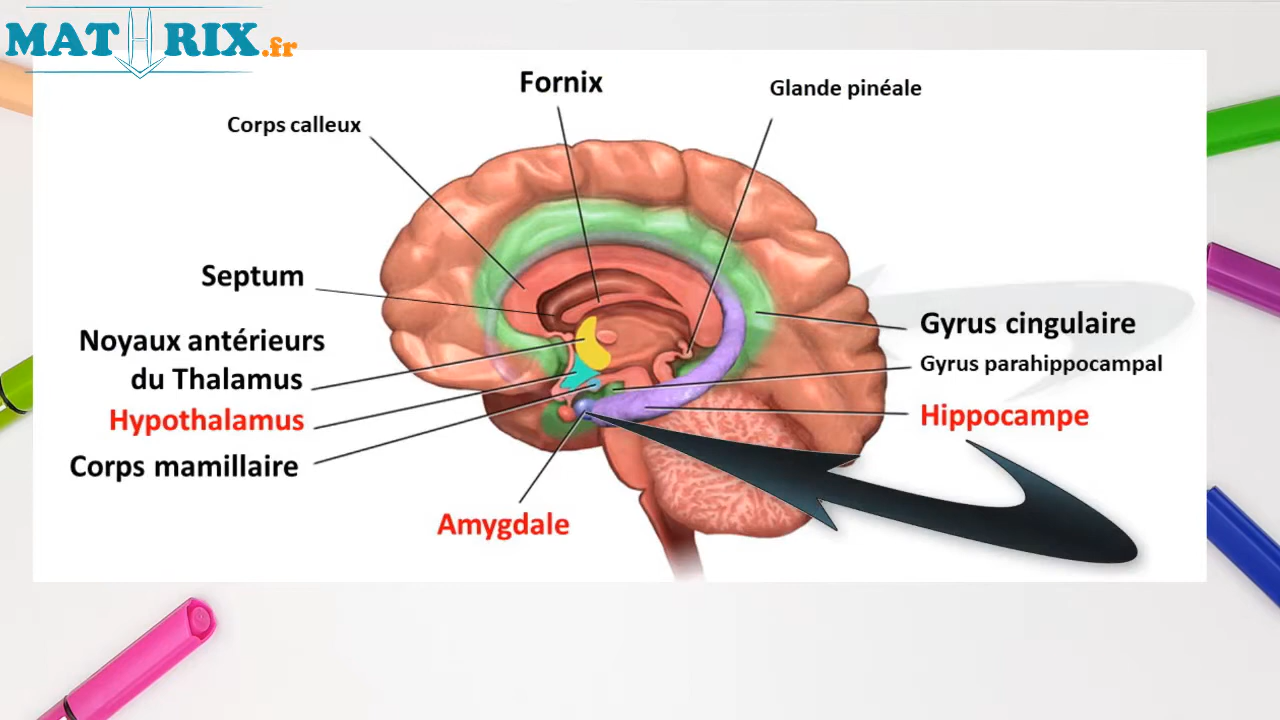 MATHRIX.fr
Fornix
Glande pinéale
Corps calleux
Septum
Noyaux antérieurs
du Thalamus
Hypothalamus
Corps mamillaire
Amygdale
Gyrus cingulaire
Gyrus parahippocampal
Hippocampe